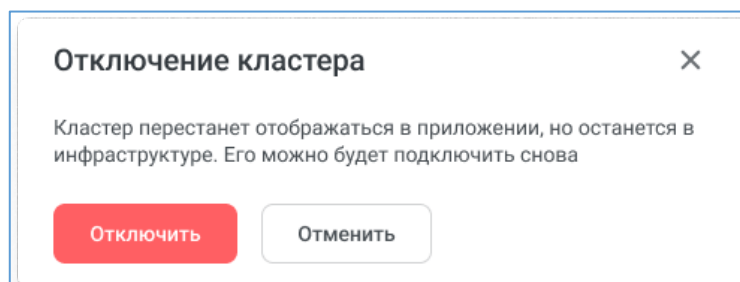 Отключение кластера
Кластер перестанет отображаться в приложении, но останется в
инфраструктуре. Его можно будет подключить снова
Отключить
Отменить